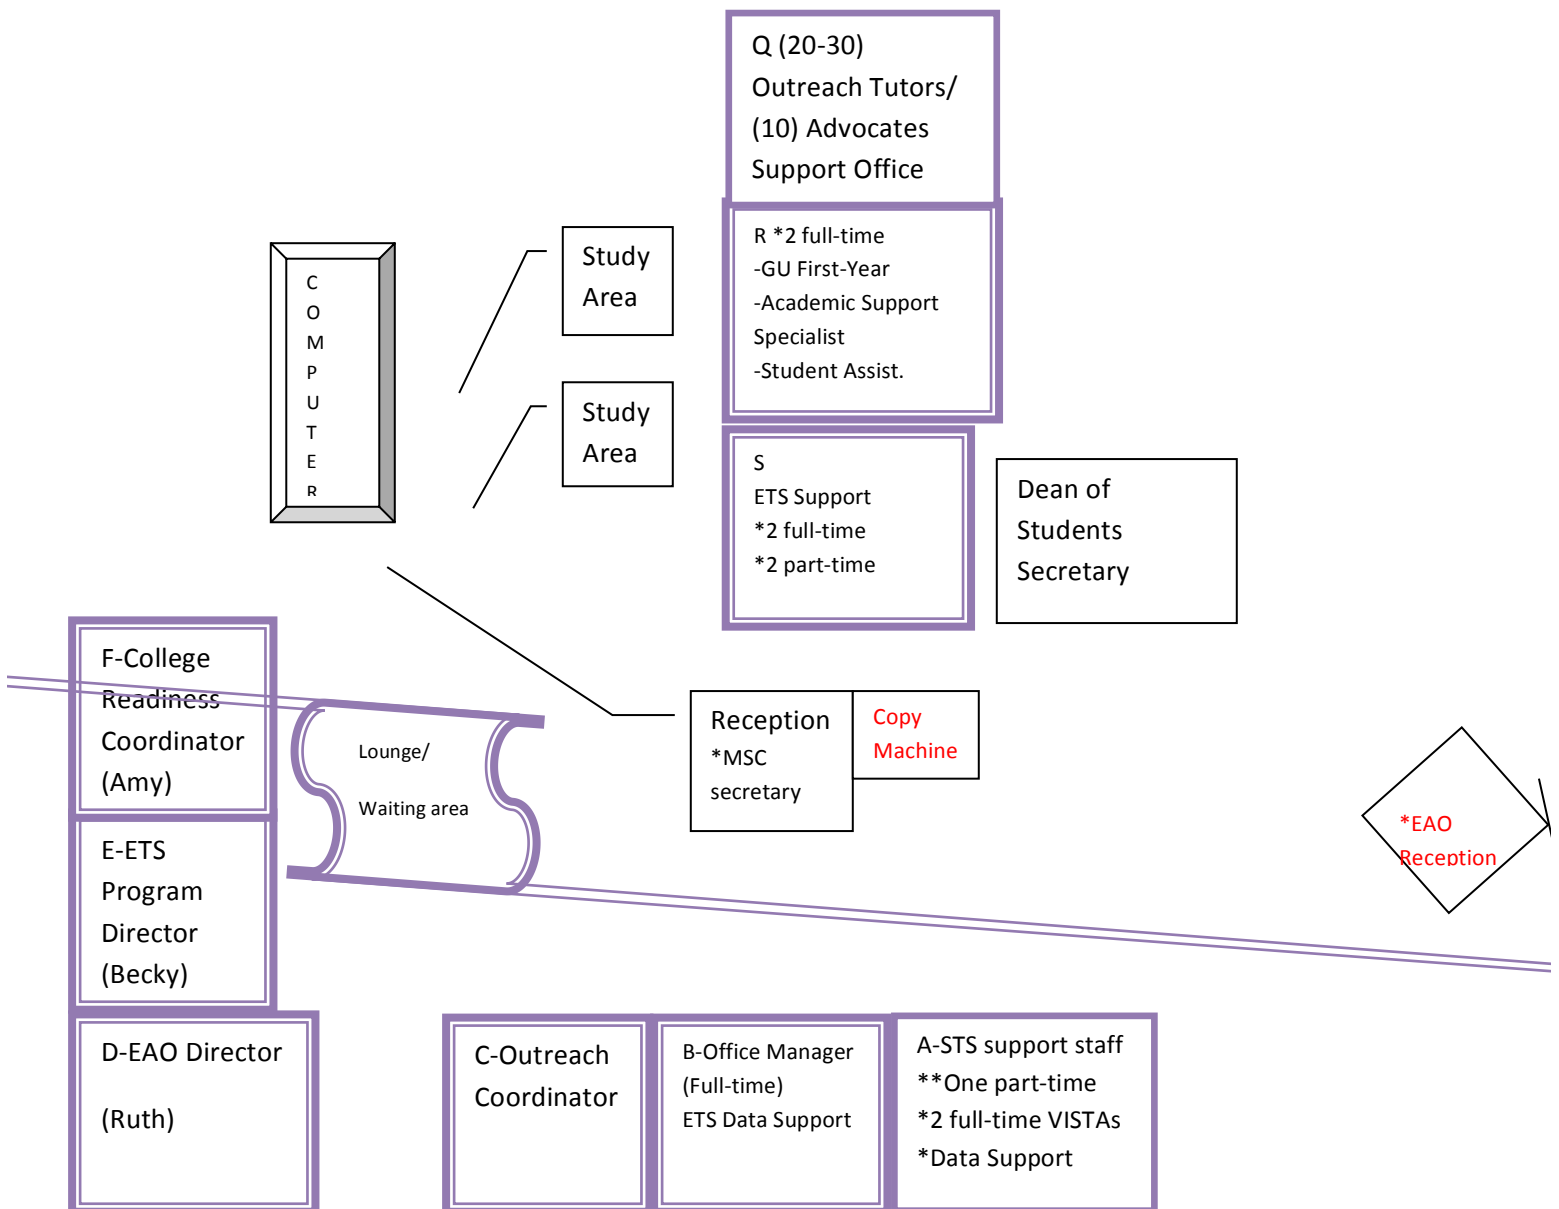 Q (20-30)
Outreach Tutors/
(10) Advocates
Support Office
R *2 full-time
-GU First-Year
-Academic Support
Specialist
-Student Assist.
C
O
M
P
U
T
E
R
Study
Area
Study
Area
S
ETS Support
*2 full-time
*2 part-time
Dean of
Students
Secretary
F-College
Readiness
Coordinator
(Amy)
Lounge/
Waiting area
Reception
*MSC
secretary
Copy
Machine
*EAO
Reception
E-ETS
Program
Director
(Becky)
D-EAO Director
(Ruth)
C-Outreach
Coordinator
B-Office Manager
(Full-time)
ETS Data Support
A-STS support staff
**One part-time
*2 full-time VISTAs
*Data Support